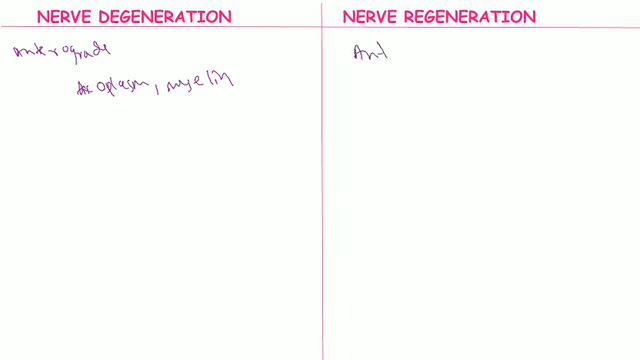 NERVE DEGENERATION
NERVE REGENERATION
Anterograde
Axoplasm, myelin
Ant